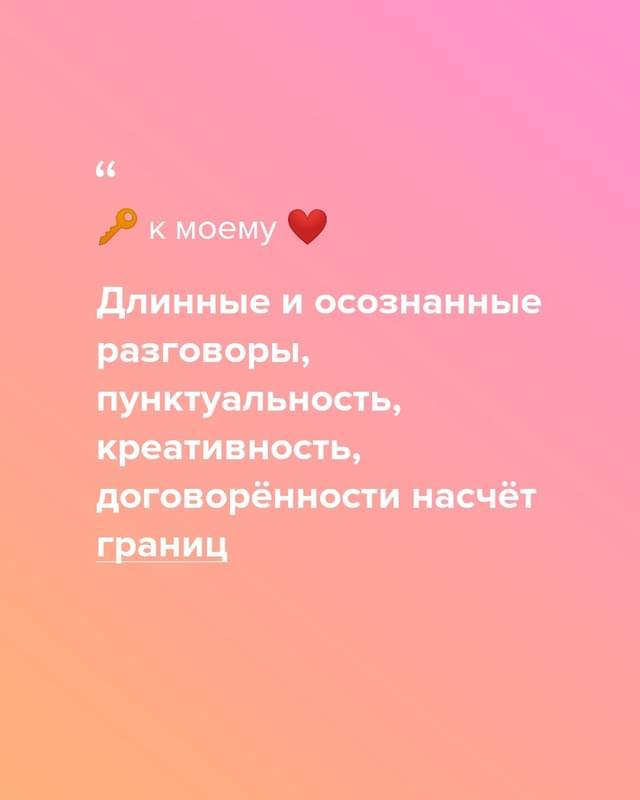 “
🔑 к моему ❤️
Длинные и осознанные
разговоры,
пунктуальность,
креативность,
договорённости насчёт
границ